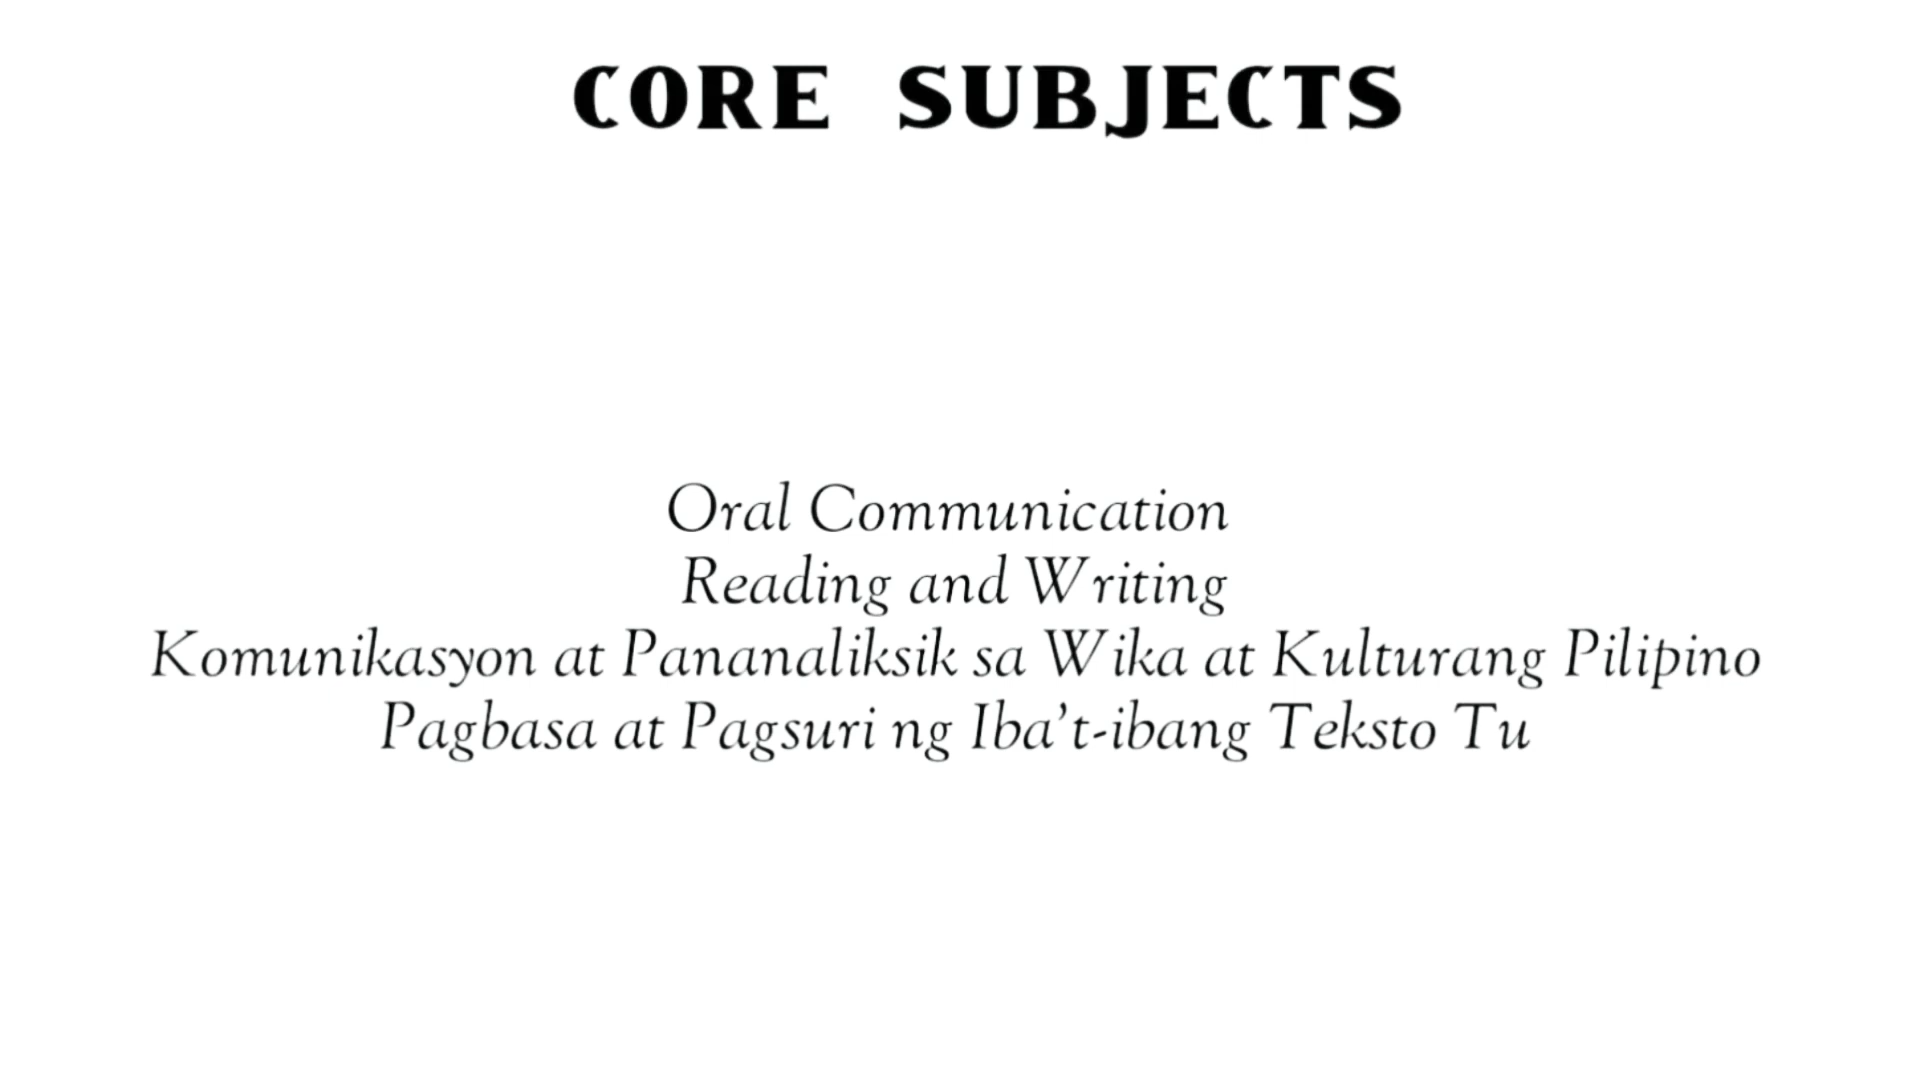 CORE SUBJECTS
Oral Communication
Reading and Writing
Komunikasyon at Pananaliksik sa Wika at Kulturang Pilipino
Pagbasa at Pagsuri ng Iba’t-ibang Teksto Tu